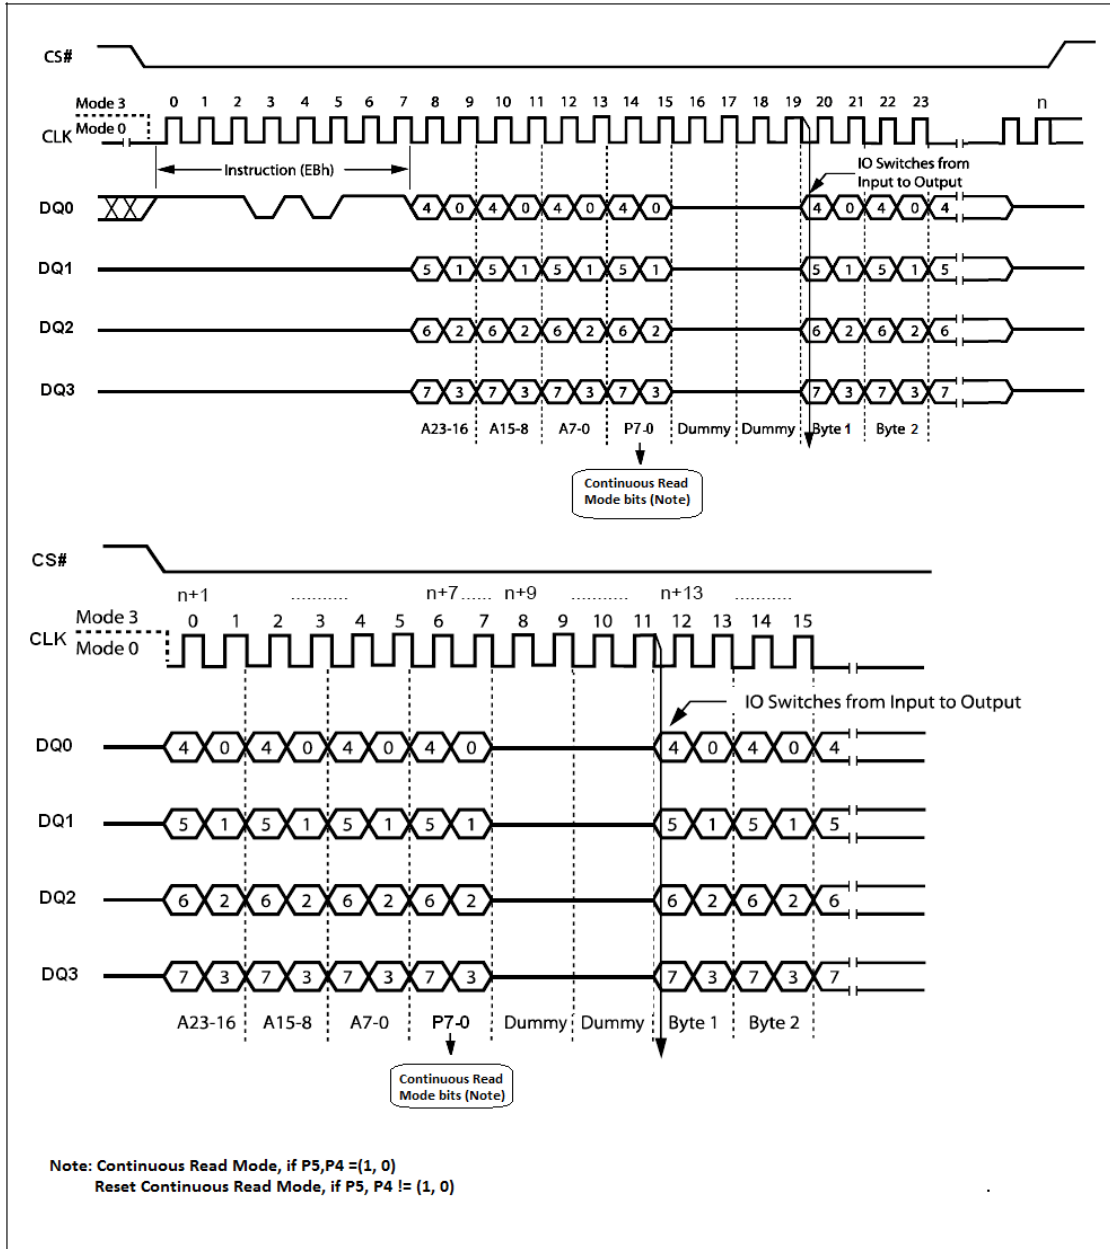 CS#
Mode 3
0 1 2 3 4 5 6 7 8 9 10 11 12 13 14 15 16 17 18 19 20 21 22 23 n
CLK Mode 0
Instruction (EBh)
IO Switches from
Input to Output
DQ0 4 0 4 0 4 0 4 0 4 0 4 0 4
DQ1 5 1 5 1 5 1 5 1 5 1 5 1 5
DQ2 6 2 6 2 6 2 6 2 6 2 6 2 6
DQ3 7 3 7 3 7 3 7 3 7 3 7 3 7
A23-16 A15-8 A7-0 P7-0 Dummy Dummy Byte 1 Byte 2
Continuous Read
Mode bits (Note)
CS#
n+1 ........... n+7 ...... n+9 ........... n+13 ...........
Mode 3 0 1 2 3 4 5 6 7 8 9 10 11 12 13 14 15
CLK Mode 0
IO Switches from Input to Output
DQ0 4 0 4 0 4 0 4 0 4 0 4 0 4
DQ1 5 1 5 1 5 1 5 1 5 1 5 1 5
DQ2 6 2 6 2 6 2 6 2 6 2 6 2 6
DQ3 7 3 7 3 7 3 7 3 7 3 7 3 7
A23-16 A15-8 A7-0 P7-0 Dummy Dummy Byte 1 Byte 2
Continuous Read
Mode bits (Note)
Note: Continuous Read Mode, if P5,P4 =(1, 0)
Reset Continuous Read Mode, if P5, P4 != (1, 0)